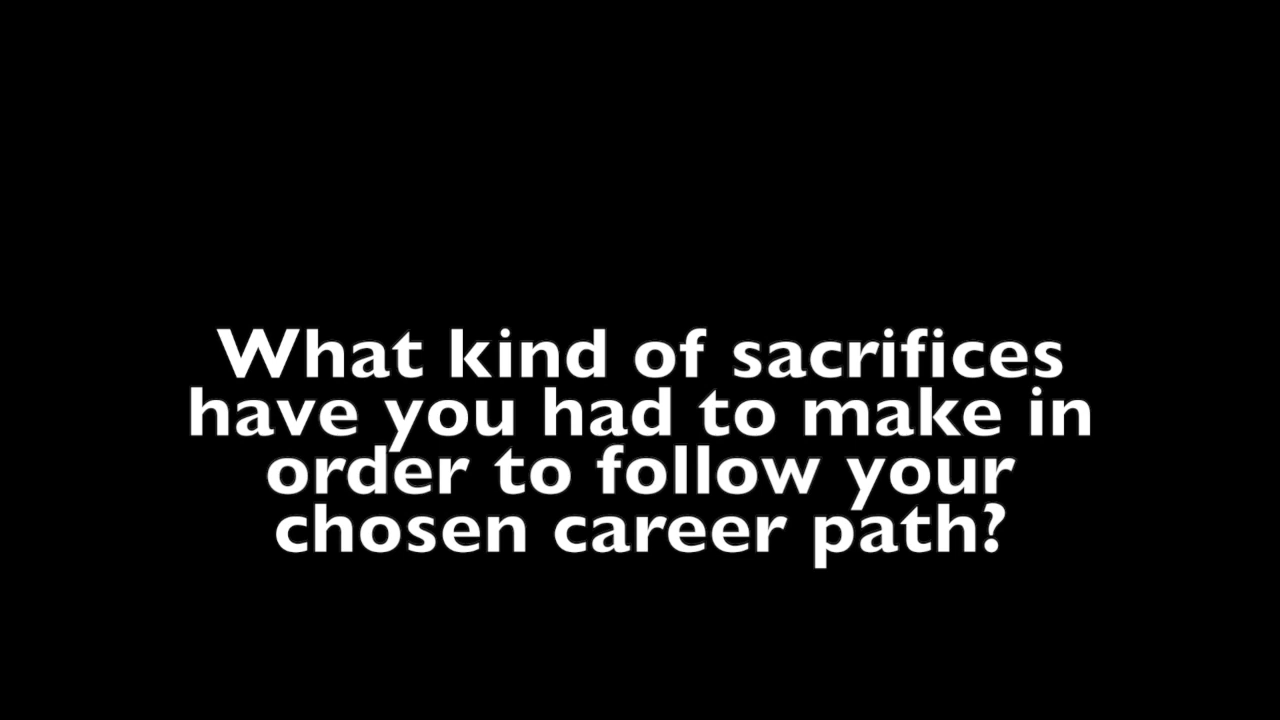 What kind of sacrifices
have you had to make in
order to follow your
chosen career path?